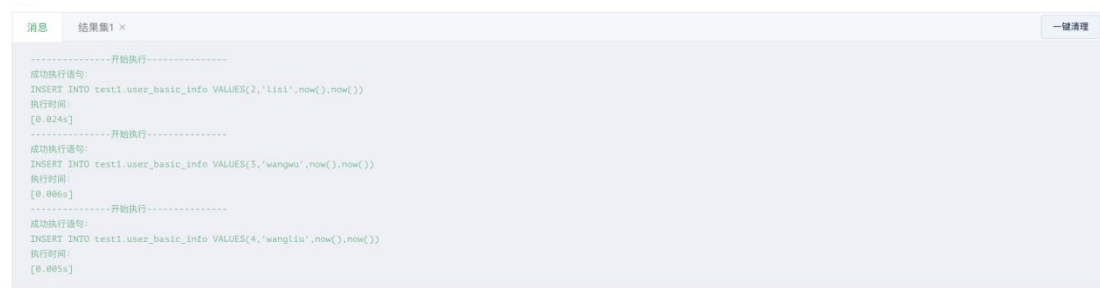 消息 结果集1 × 一键清理
---------------开始执行---------------
成功执行语句：
INSERT INTO test1.user_basic_info VALUES(2,'lisi',now(),now())
执行时间：
[0.024s]
---------------开始执行---------------
成功执行语句：
INSERT INTO test1.user_basic_info VALUES(3,'wangwu',now(),now())
执行时间：
[0.006s]
---------------开始执行---------------
成功执行语句：
INSERT INTO test1.user_basic_info VALUES(4,'wangliu',now(),now())
执行时间：
[0.005s]